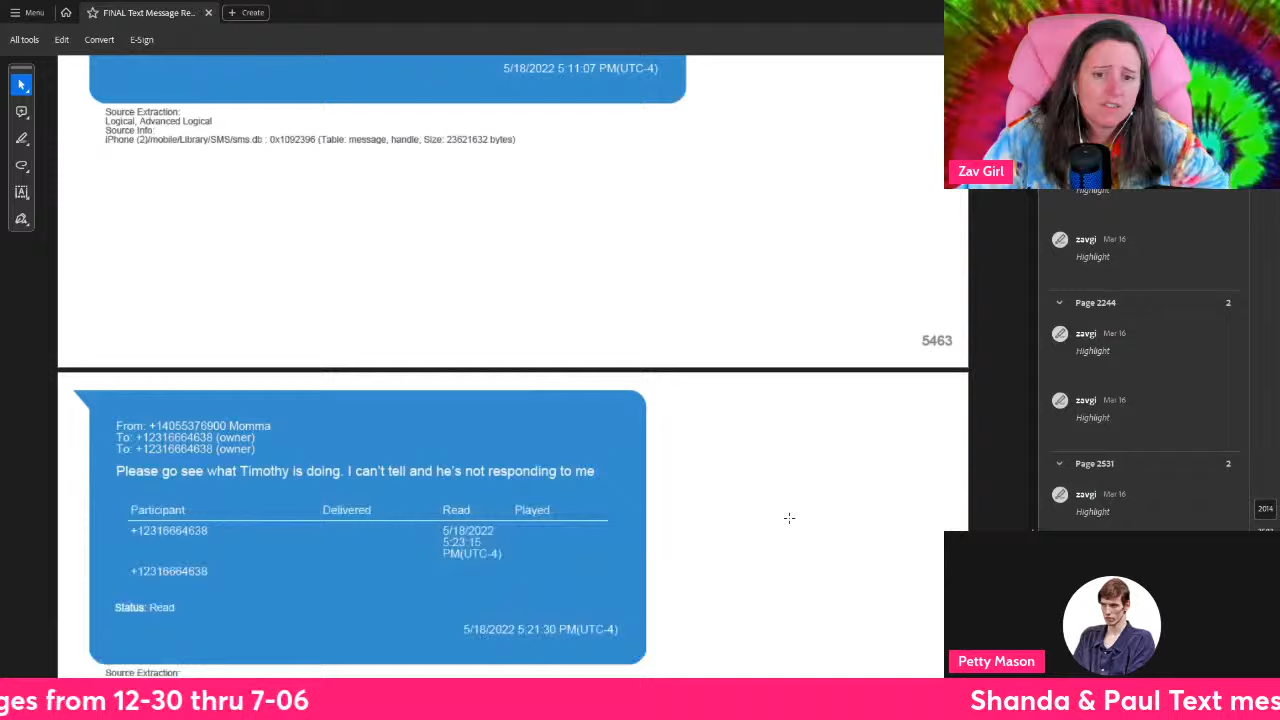 Menu
FINAL Text Message Re...
Create
All tools
Edit
Convert
E-Sign
5/18/2022 5:11:07 PM(UTC-4)
Source Extraction:
Logical, Advanced Logical
Source Info:
iPhone (2)/mobile/Library/SMS/sms.db : 0x1092396 (Table: message, handle, Size: 23621632 bytes)
5463
From: +14055376900 Momma
To: +12316664638 (owner)
To: +12316664638 (owner)
Please go see what Timothy is doing. I can't tell and he's not responding to me
Participant Delivered Read Played
+12316664638 5/18/2022
5:23:15
PM(UTC-4)
+12316664638
Status: Read
5/18/2022 5:21:30 PM(UTC-4)
Source Extraction:
Zav Girl
Highlight
zavgi Mar 16
Highlight
Page 2244 2
zavgi Mar 16
Highlight
zavgi Mar 16
Highlight
Page 2531 2
zavgi Mar 16
Highlight
2014
Petty Mason
ges from 12-30 thru 7-06
Shanda & Paul Text mes